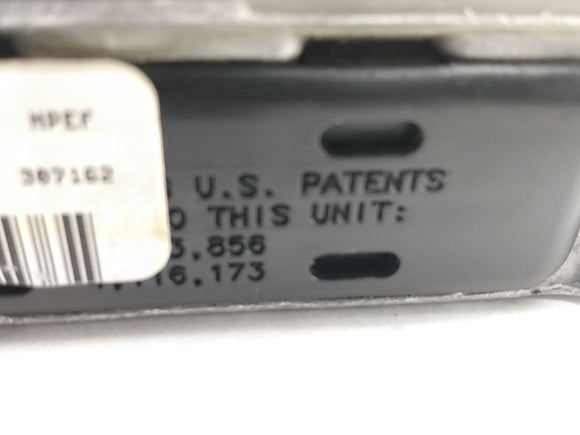 MPEF
307162
U.S. PATENTS
THIS UNIT:
3,856
16,173